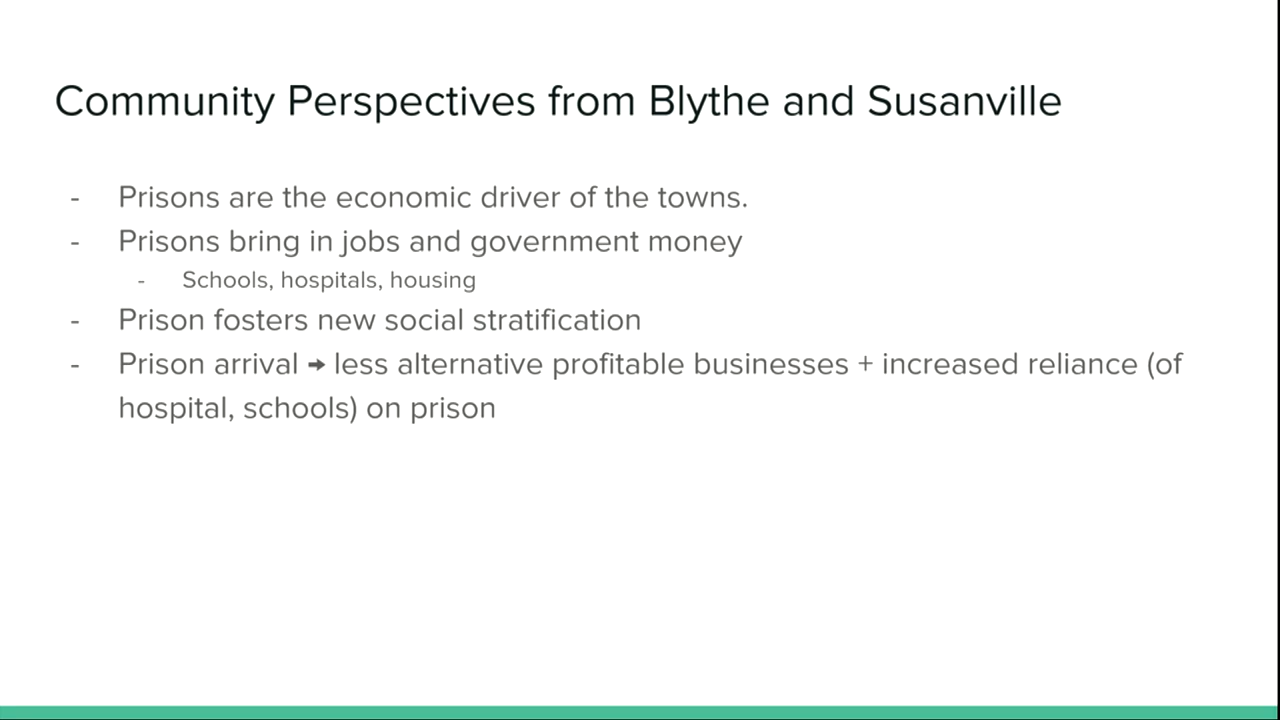 Community Perspectives from Blythe and Susanville
- Prisons are the economic driver of the towns.
- Prisons bring in jobs and government money
- Schools, hospitals, housing
- Prison fosters new social stratification
- Prison arrival → less alternative profitable businesses + increased reliance (of
hospital, schools) on prison